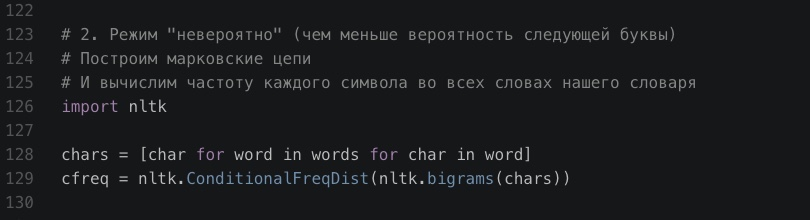 122
123 # 2. Режим "невероятно" (чем меньше вероятность следующей буквы)
124 # Построим марковские цепи
125 # И вычислим частоту каждого символа во всех словах нашего словаря
126 import nltk
127
128 chars = [char for word in words for char in word]
129 cfreq = nltk.ConditionalFreqDist(nltk.bigrams(chars))
130